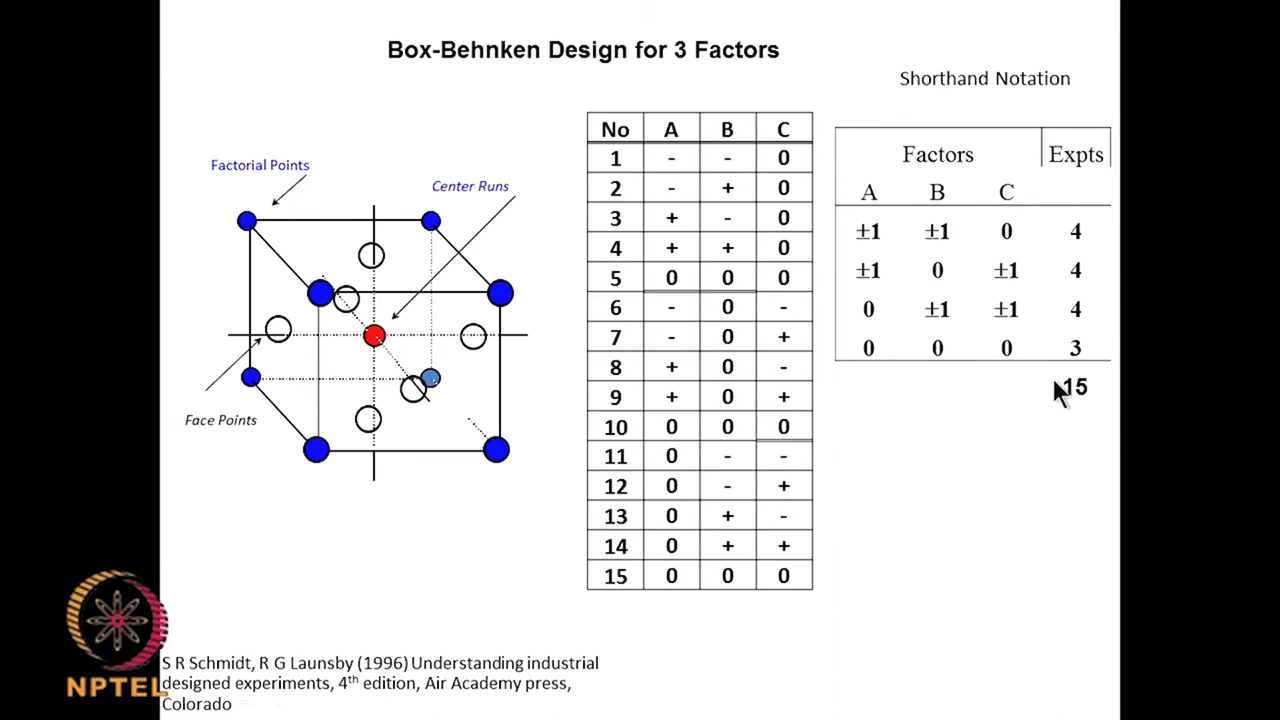 Box-Behnken Design for 3 Factors
Shorthand Notation
Factorial Points
Center Runs
Face Points
No A B C
1 - - 0
2 - + 0
3 + - 0
4 + + 0
5 0 0 0
6 - 0 -
7 - 0 +
8 + 0 -
9 + 0 +
10 0 0 0
11 0 - -
12 0 - +
13 0 + -
14 0 + +
15 0 0 0
Factors Expts
A B C
±1 ±1 0 4
±1 0 ±1 4
0 ±1 ±1 4
0 0 0 3
15
S R Schmidt, R G Launsby (1996) Understanding industrial
designed experiments, 4th edition, Air Academy press,
Colorado
NPTEL